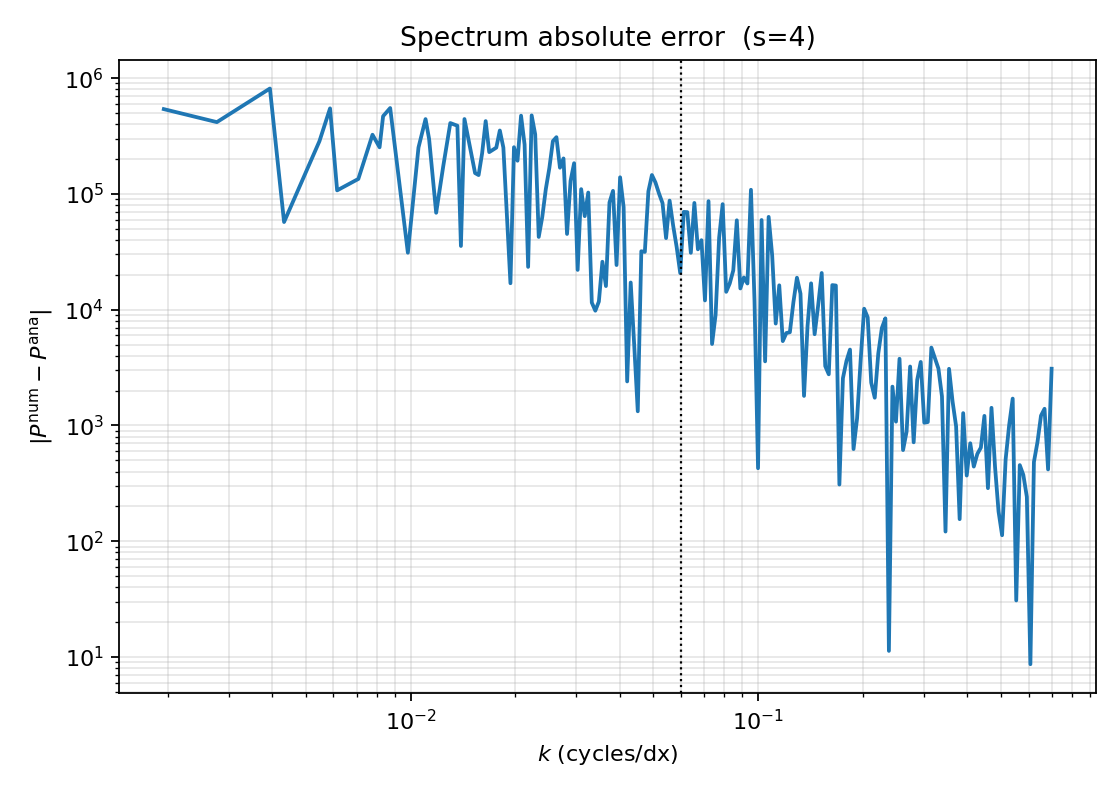 Spectrum absolute error  (s=4)
|P^num − P^ana|
10^6
10^5
10^4
10^3
10^2
10^1
10^−2
10^−1
k (cycles/dx)